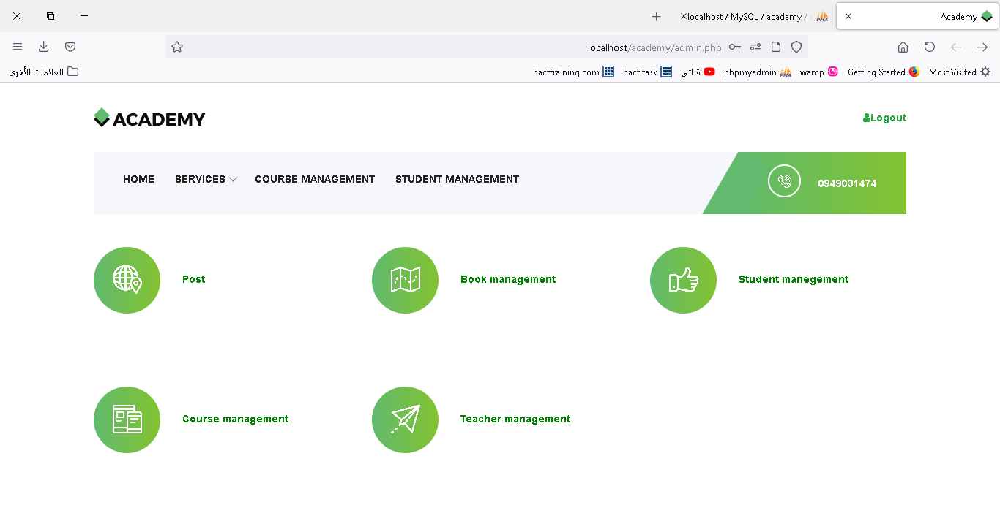 Academy
localhost / MySQL / academy /
PMA
localhost/academy/admin.php
Most Visited
Getting Started
wamp
phpmyadmin
قناتي
bact task
bacttraining.com
العلامات الأخرى
ACADEMY
Logout
HOME SERVICES COURSE MANAGEMENT STUDENT MANAGEMENT
0949031474
Post
Book management
Student manegement
Course management
Teacher management